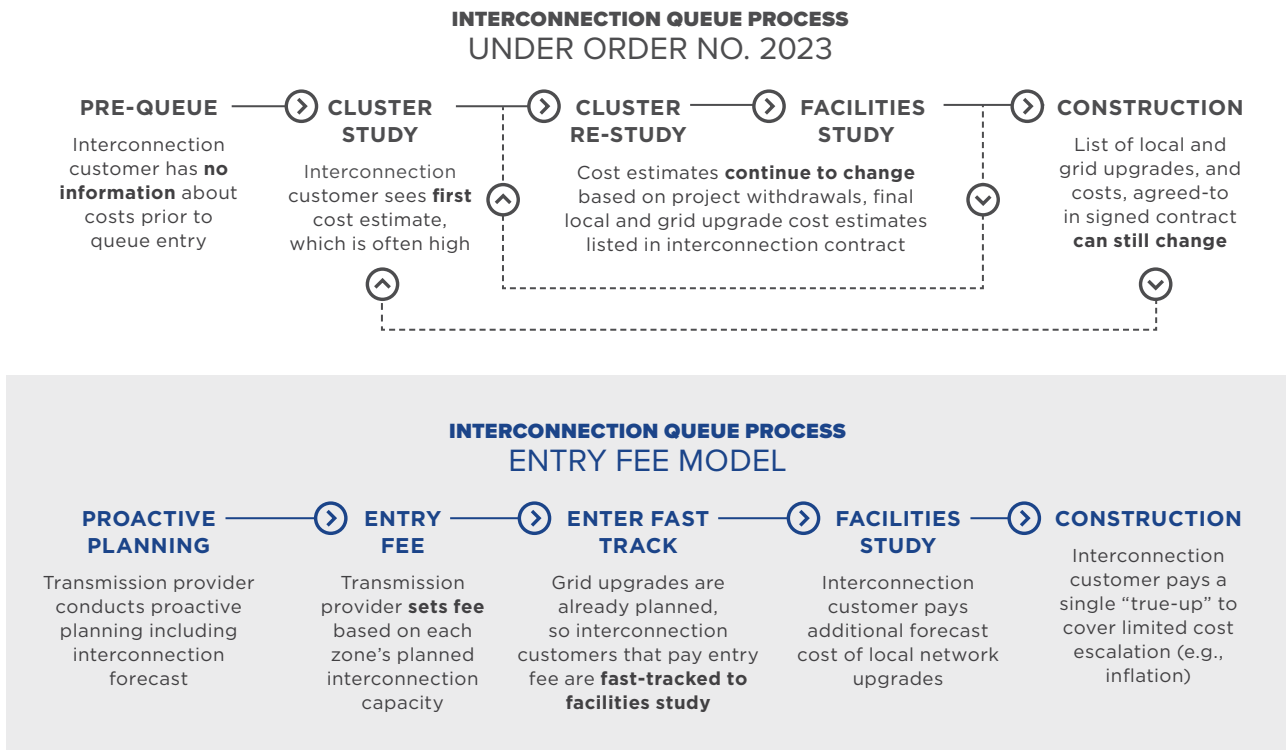 INTERCONNECTION QUEUE PROCESS
UNDER ORDER NO. 2023
PRE-QUEUE
Interconnection
customer has no
information about
costs prior to
queue entry
CLUSTER
STUDY
Interconnection
customer sees first
cost estimate,
which is often high
CLUSTER
RE-STUDY
FACILITIES
STUDY
Cost estimates continue to change
based on project withdrawals, final
local and grid upgrade cost estimates
listed in interconnection contract
CONSTRUCTION
List of local and
grid upgrades, and
costs, agreed-to
in signed contract
can still change
INTERCONNECTION QUEUE PROCESS
ENTRY FEE MODEL
PROACTIVE
PLANNING
Transmission provider
conducts proactive
planning including
interconnection
forecast
ENTRY
FEE
Transmission
provider sets fee
based on each
zone’s planned
interconnection
capacity
ENTER FAST
TRACK
Grid upgrades are
already planned,
so interconnection
customers that pay entry
fee are fast-tracked to
facilities study
FACILITIES
STUDY
Interconnection
customer pays
additional forecast
cost of local network
upgrades
CONSTRUCTION
Interconnection
customer pays a
single “true-up” to
cover limited cost
escalation (e.g.,
inflation)